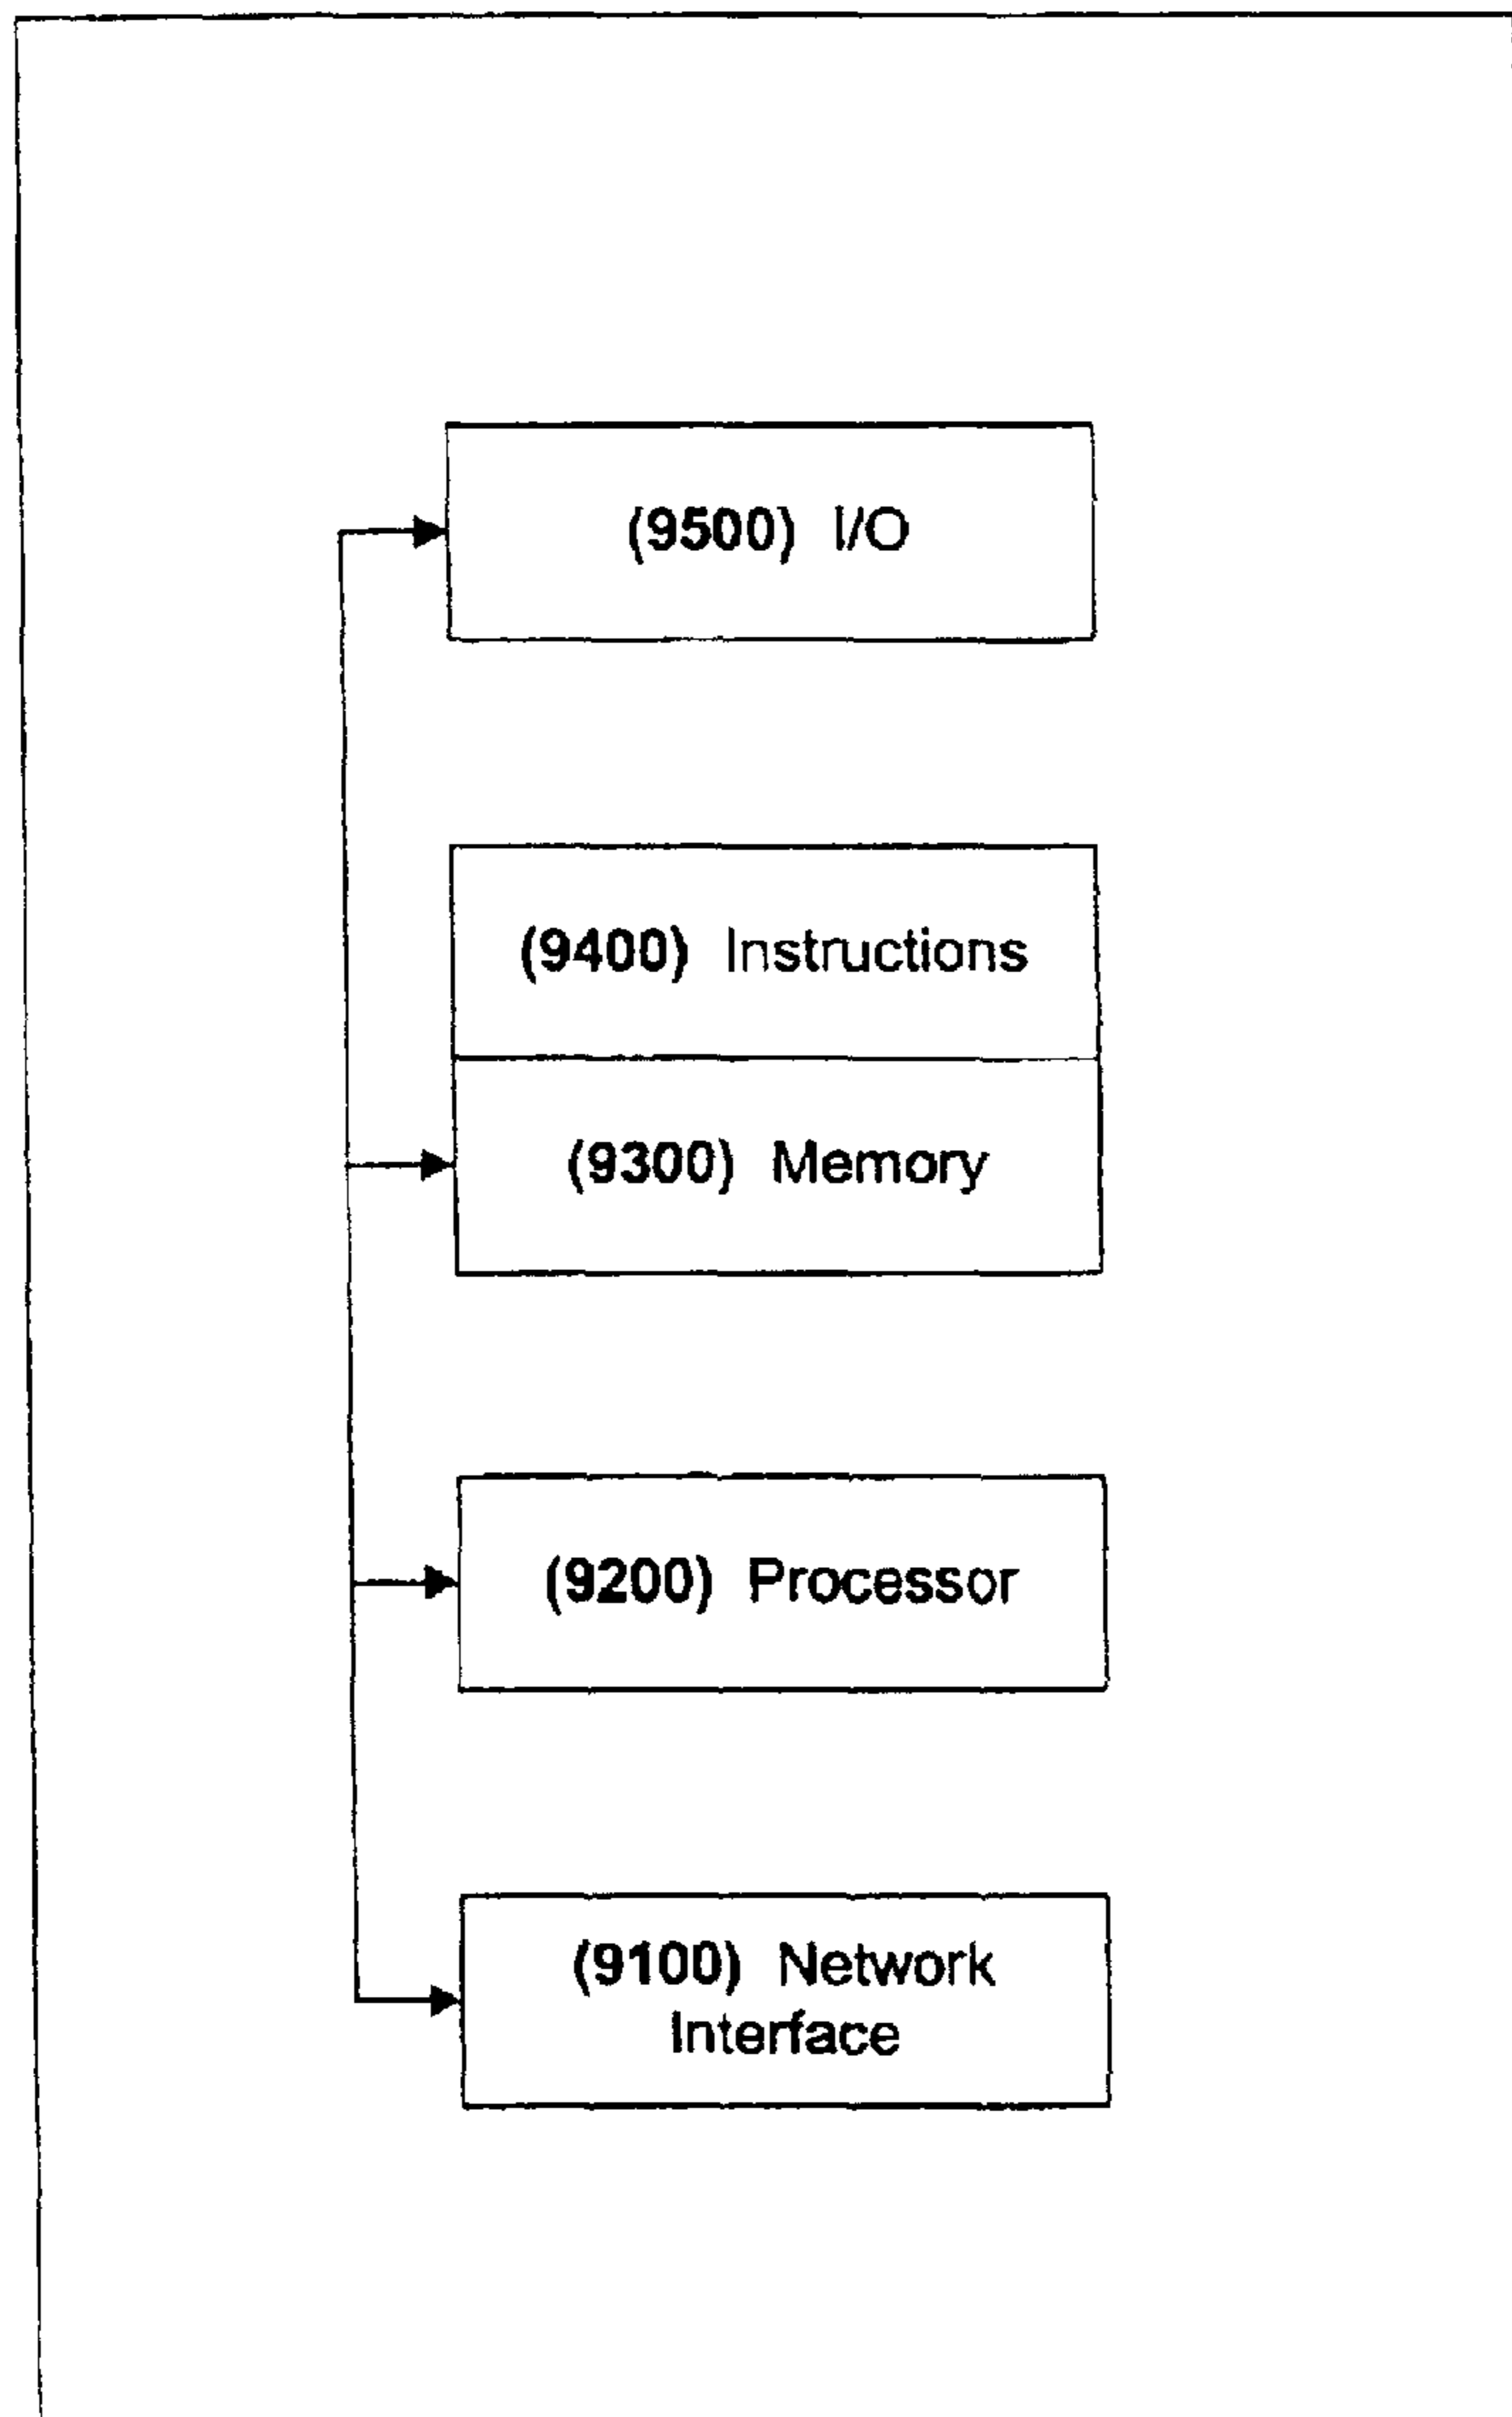 (9500) I/O
(9400) Instructions
(9300) Memory
(9200) Processor
(9100) Network
Interface